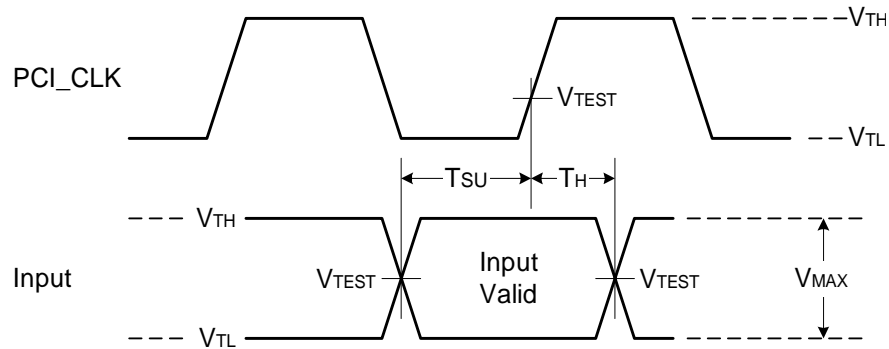 VTH
PCI_CLK
VTEST
VTL
TSU
TH
VTH
Input
VTEST
Input
Valid
VTEST
VMAX
VTL